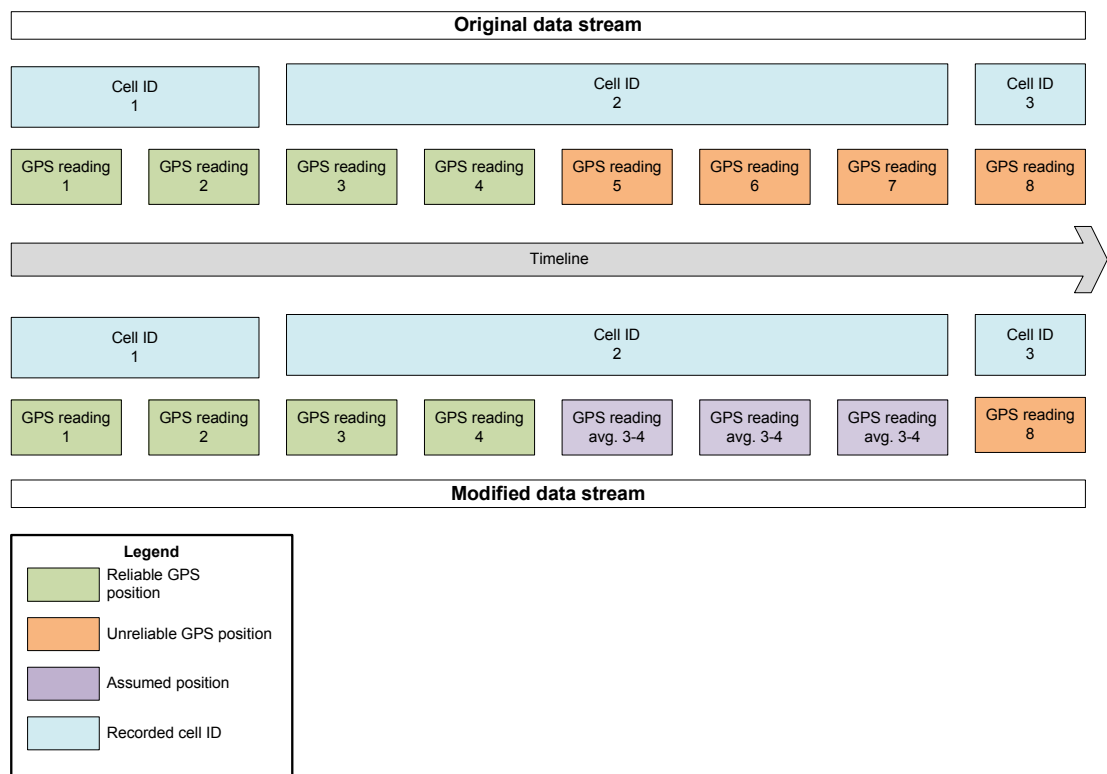 Original data stream
Cell ID
1
Cell ID
2
Cell ID
3
GPS reading
1
GPS reading
2
GPS reading
3
GPS reading
4
GPS reading
5
GPS reading
6
GPS reading
7
GPS reading
8
Timeline
Cell ID
1
Cell ID
2
Cell ID
3
GPS reading
1
GPS reading
2
GPS reading
3
GPS reading
4
GPS reading
avg. 3-4
GPS reading
avg. 3-4
GPS reading
avg. 3-4
GPS reading
8
Modified data stream
Legend
Reliable GPS
position
Unreliable GPS position
Assumed position
Recorded cell ID